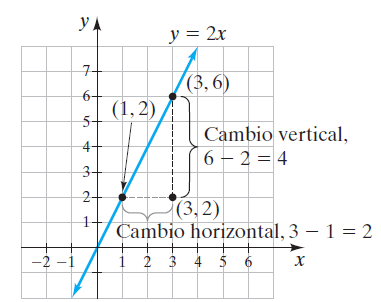 y
y = 2x
7
(3, 6)
6
(1, 2)
5
Cambio vertical,
4
6 − 2 = 4
3
2
(3, 2)
1
Cambio horizontal, 3 − 1 = 2
−2 −1 1 2 3 4 5 6 x